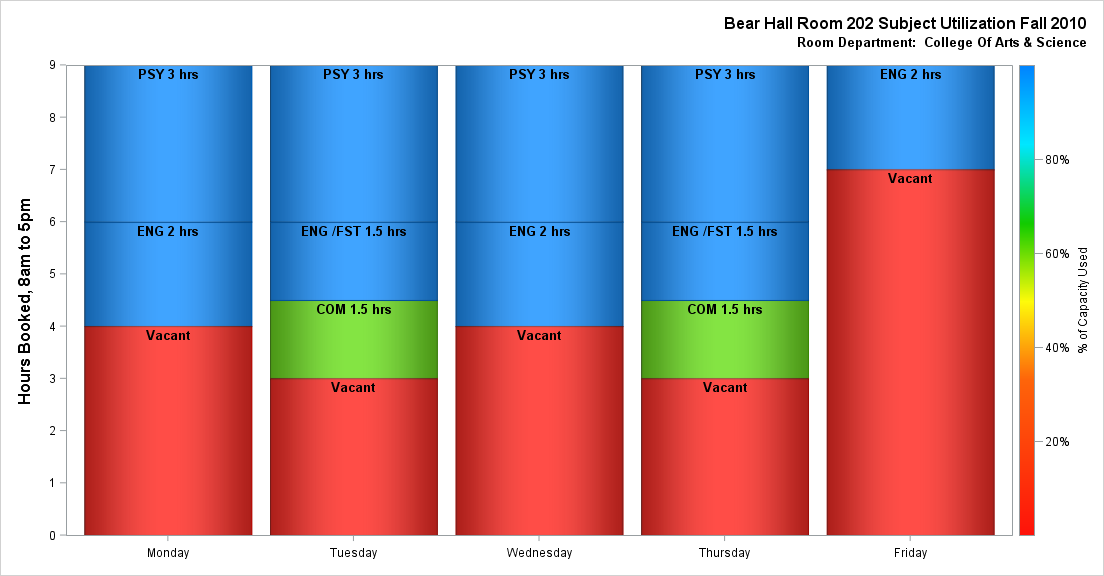 Bear Hall Room 202 Subject Utilization Fall 2010
Room Department:  College Of Arts & Science
Hours Booked, 8am to 5pm
9
8
7
6
5
4
3
2
1
0
PSY 3 hrs
ENG 2 hrs
Vacant
Monday
PSY 3 hrs
ENG /FST 1.5 hrs
COM 1.5 hrs
Vacant
Tuesday
PSY 3 hrs
ENG 2 hrs
Vacant
Wednesday
PSY 3 hrs
ENG /FST 1.5 hrs
COM 1.5 hrs
Vacant
Thursday
ENG 2 hrs
Vacant
Friday
80%
60%
40%
20%
% of Capacity Used